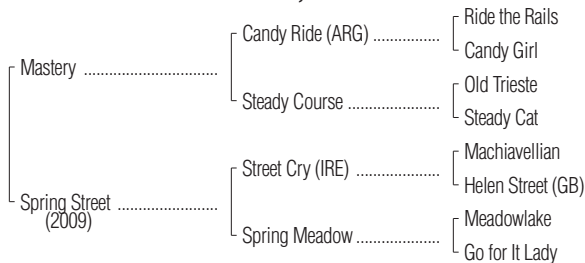 Ride the Rails
Candy Ride (ARG) ................
Candy Girl
Mastery ................................
Old Trieste
Steady Course ......................
Steady Cat
Machiavellian
Street Cry (IRE) ....................
Helen Street (GB)
Spring Street ........................
(2009)
Meadowlake
Spring Meadow ....................
Go for It Lady